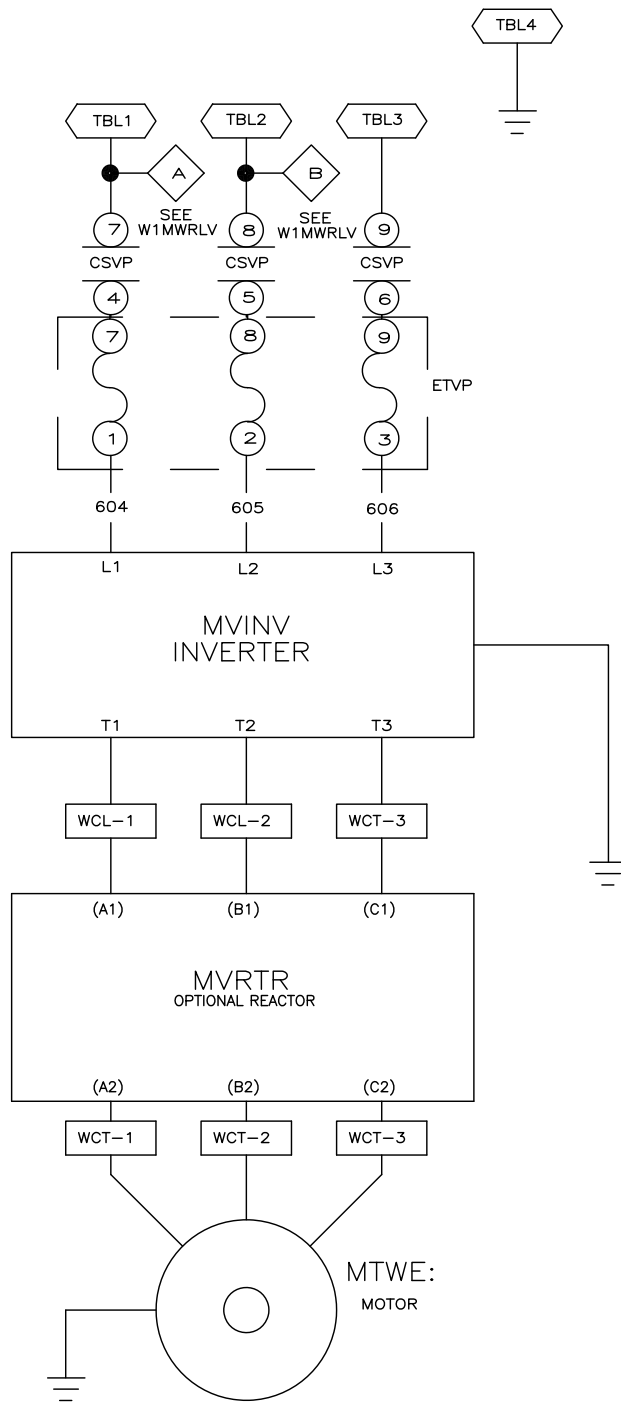 TBL4
TBL1 TBL2 TBL3
A B
SEE W1MWRLV SEE W1MWRLV
7 8 9
CSVP CSVP CSVP
4 5 6
7 8 9
ETVP
1 2 3
604 605 606
L1 L2 L3
MVINV
INVERTER
T1 T2 T3
WCL-1 WCL-2 WCT-3
(A1) (B1) (C1)
MVRTR
OPTIONAL REACTOR
(A2) (B2) (C2)
WCT-1 WCT-2 WCT-3
MTWE:
MOTOR